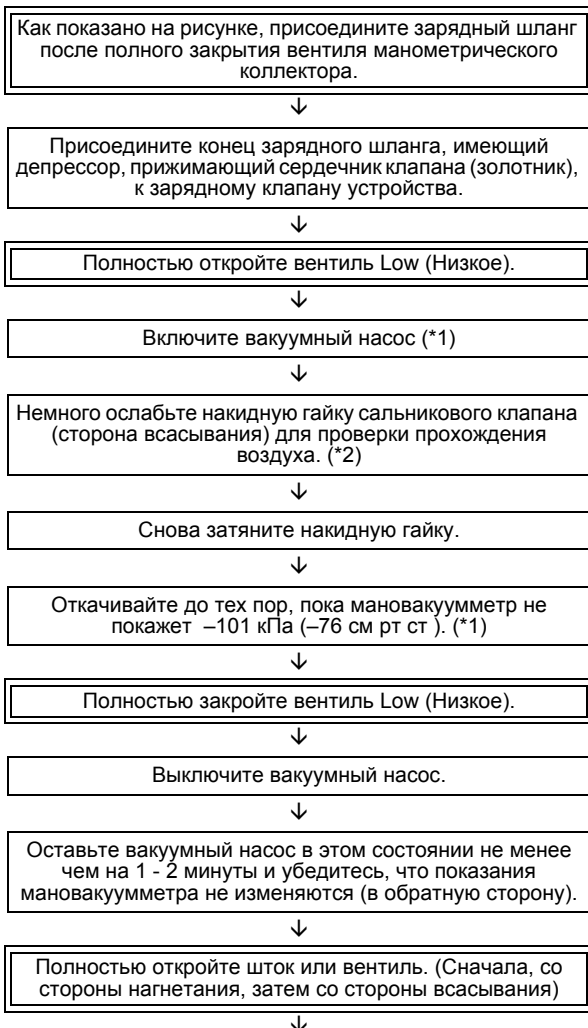 Как показано на рисунке, присоедините зарядный шланг
после полного закрытия вентиля манометрического
коллектора.
Присоедините конец зарядного шланга, имеющий
депрессор, прижимающий сердечник клапана (золотник),
к зарядному клапану устройства.
Полностью откройте вентиль Low (Низкое).
Включите вакуумный насос (*1)
Немного ослабьте накидную гайку сальникового клапана
(сторона всасывания) для проверки прохождения
воздуха. (*2)
Снова затяните накидную гайку.
Откачивайте до тех пор, пока мановакуумметр не
покажет –101 кПа (–76 см рт ст ). (*1)
Полностью закройте вентиль Low (Низкое).
Выключите вакуумный насос.
Оставьте вакуумный насос в этом состоянии не менее
чем на 1 - 2 минуты и убедитесь, что показания
мановакуумметра не изменяются (в обратную сторону).
Полностью откройте шток или вентиль. (Сначала, со
стороны нагнетания, затем со стороны всасывания)